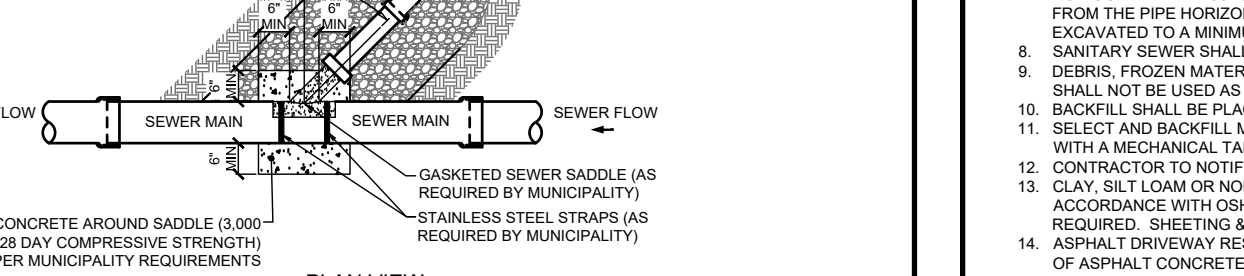 6" 6"
MIN MIN
6"
MIN
FLOW
SEWER MAIN
SEWER MAIN
SEWER FLOW
6"
MIN
GASKETED SEWER SADDLE (AS
REQUIRED BY MUNICIPALITY)
STAINLESS STEEL STRAPS (AS
REQUIRED BY MUNICIPALITY)
CONCRETE AROUND SADDLE (3,000
28 DAY COMPRESSIVE STRENGTH)
PER MUNICIPALITY REQUIREMENTS
PLAN VIEW
FROM THE PIPE HORIZO
EXCAVATED TO A MINIMU
8. SANITARY SEWER SHALL
9. DEBRIS, FROZEN MATER
SHALL NOT BE USED AS
10. BACKFILL SHALL BE PLAC
11. SELECT AND BACKFILL M
WITH A MECHANICAL TA
12. CONTRACTOR TO NOTIF
13. CLAY, SILT LOAM OR NO
ACCORDANCE WITH OSH
REQUIRED. SHEETING &
14. ASPHALT DRIVEWAY RES
OF ASPHALT CONCRETE